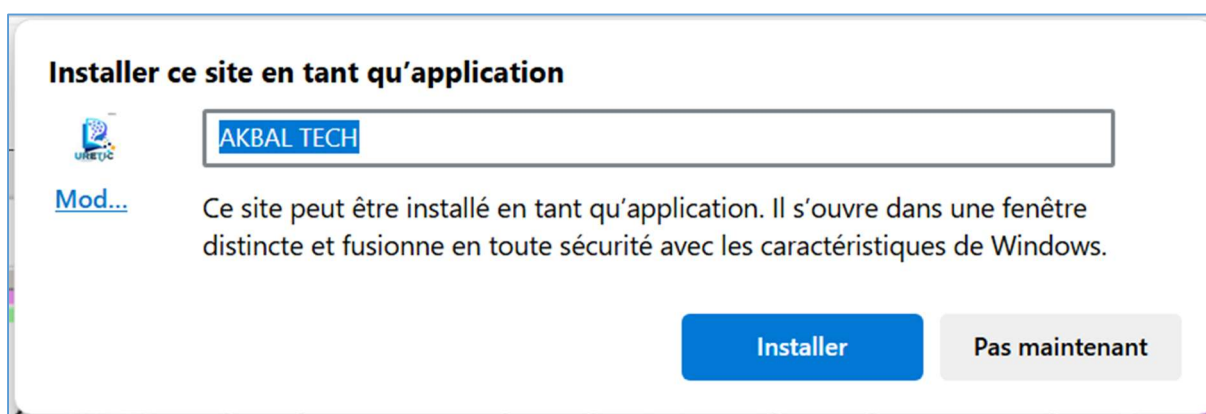 Installer ce site en tant qu’application
AKBAL TECH
URETIC
Mod...
Ce site peut être installé en tant qu’application. Il s’ouvre dans une fenêtre
distincte et fusionne en toute sécurité avec les caractéristiques de Windows.
Installer
Pas maintenant